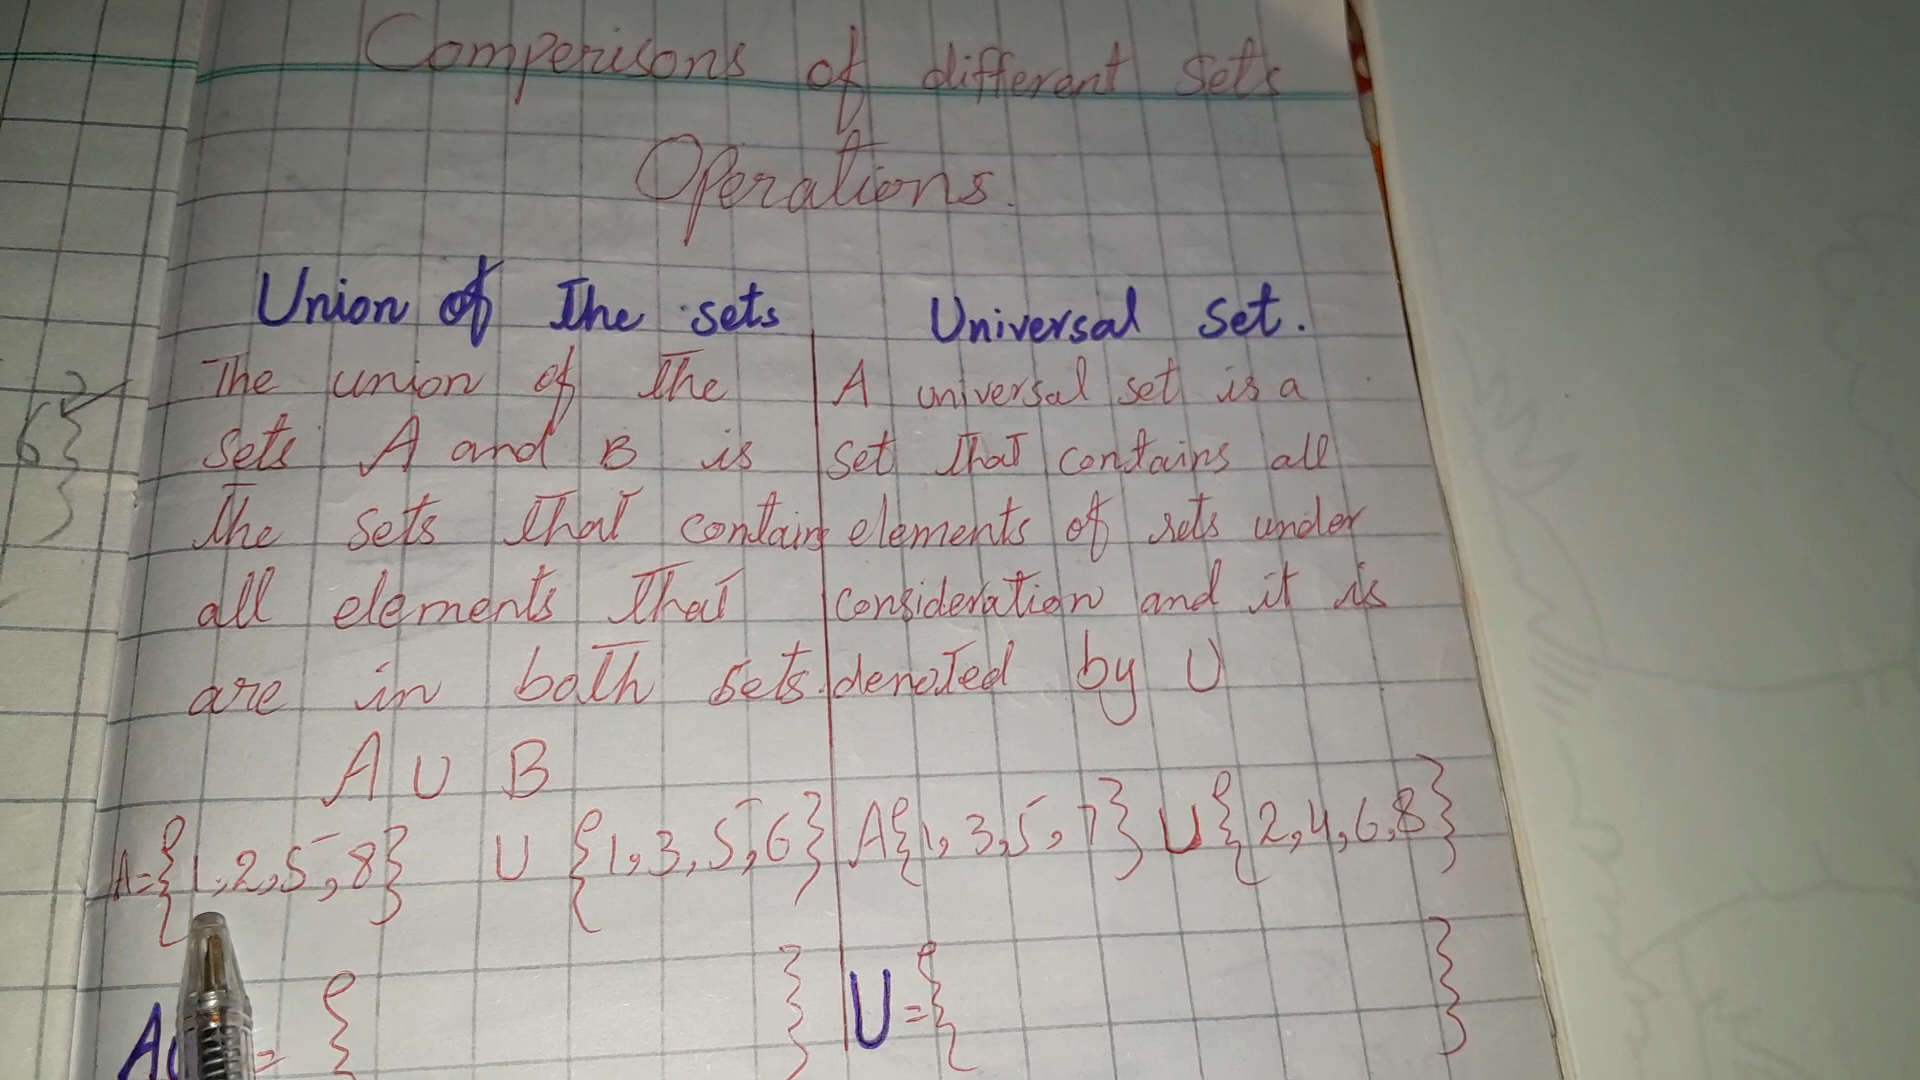 Comperisons of different sets
Operations.
Union of The sets
The union of The
sets A and B is
The sets That contains
all elements That
are in both sets.
A U B
A={1,2,5,8} U {1,3,5,6}
= { }
Universal set.
A universal set is a
set That contains all
elements of sets under
consideration and it is
denoted by U
A{1,3,5,7} U {2,4,6,8}
U={ }
6}